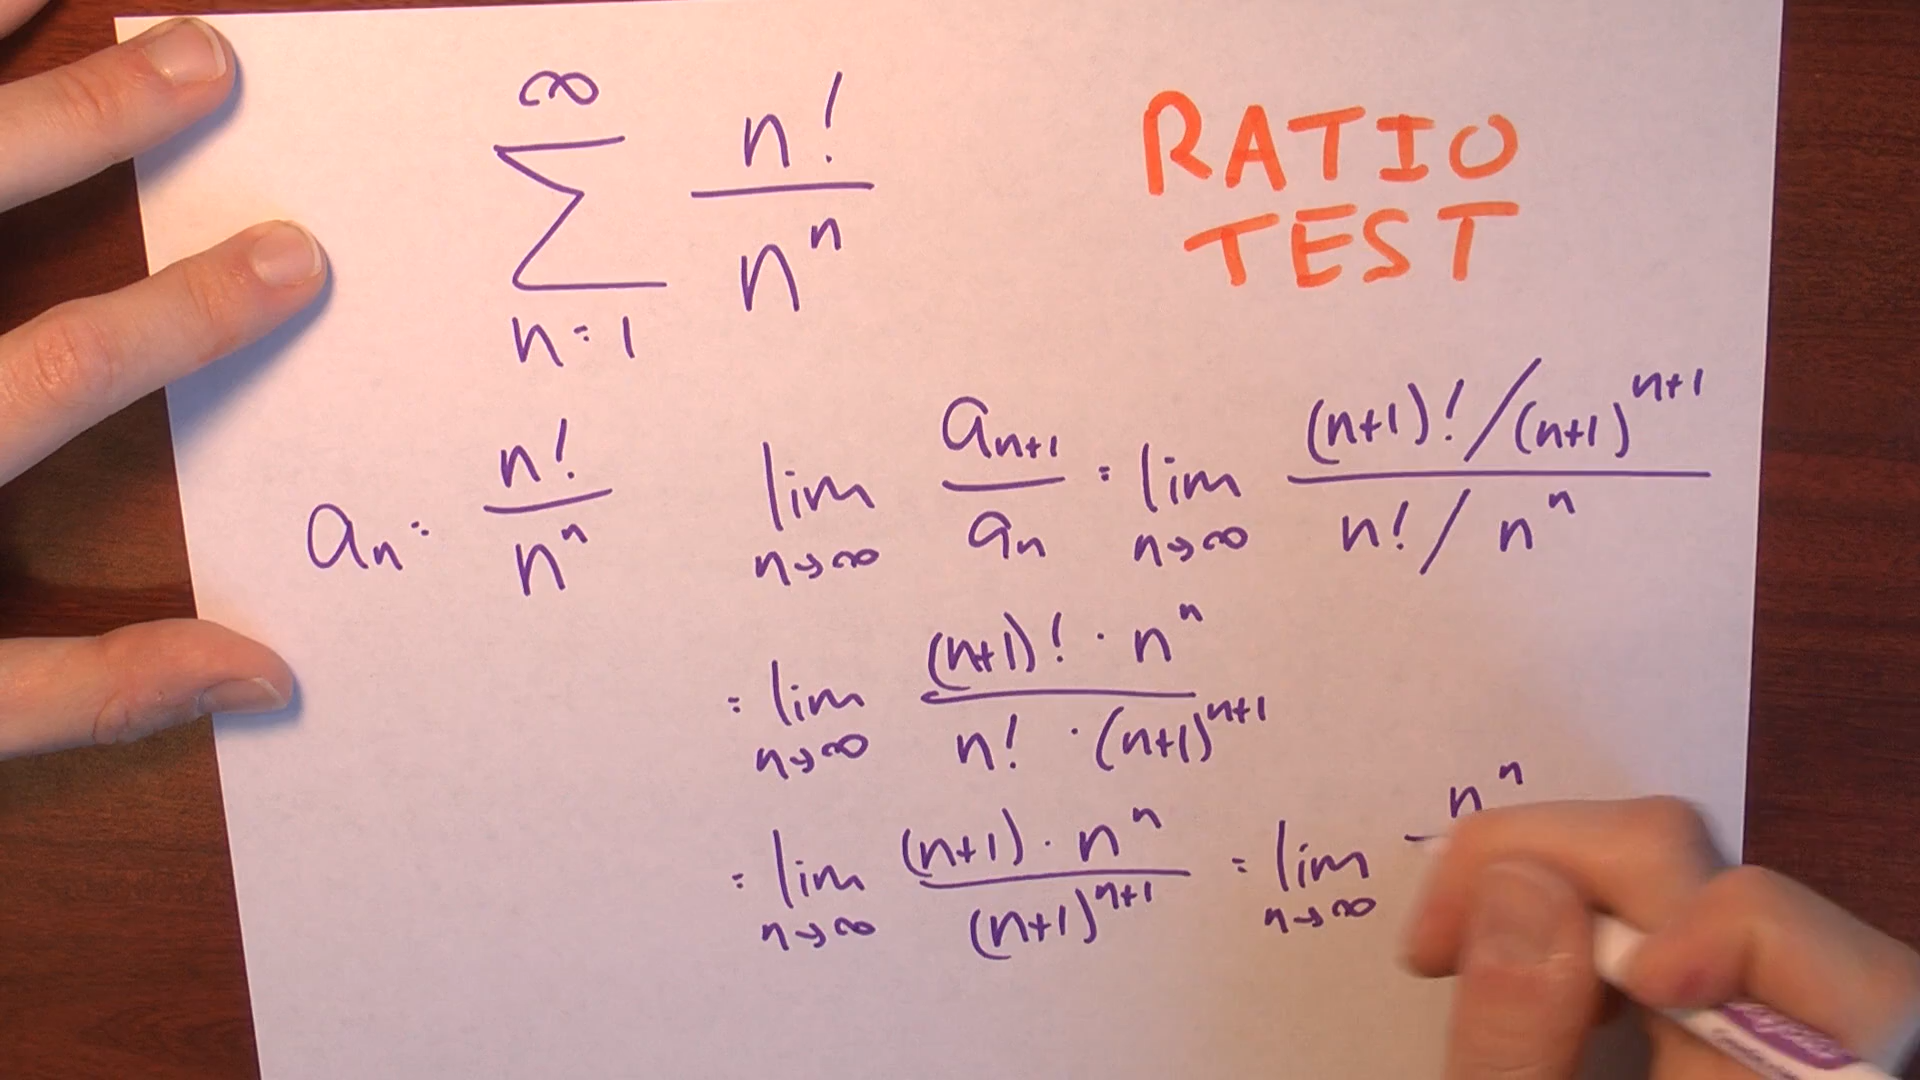 ∞
∑ n! / n^n
n=1
RATIO
TEST
a_n = n! / n^n
lim n→∞ a_{n+1} / a_n = lim n→∞ (n+1)!/(n+1)^{n+1} / n!/n^n
= lim n→∞ (n+1)! · n^n / n! · (n+1)^{n+1}
= lim n→∞ (n+1) · n^n / (n+1)^{n+1} = lim n→∞ n^n